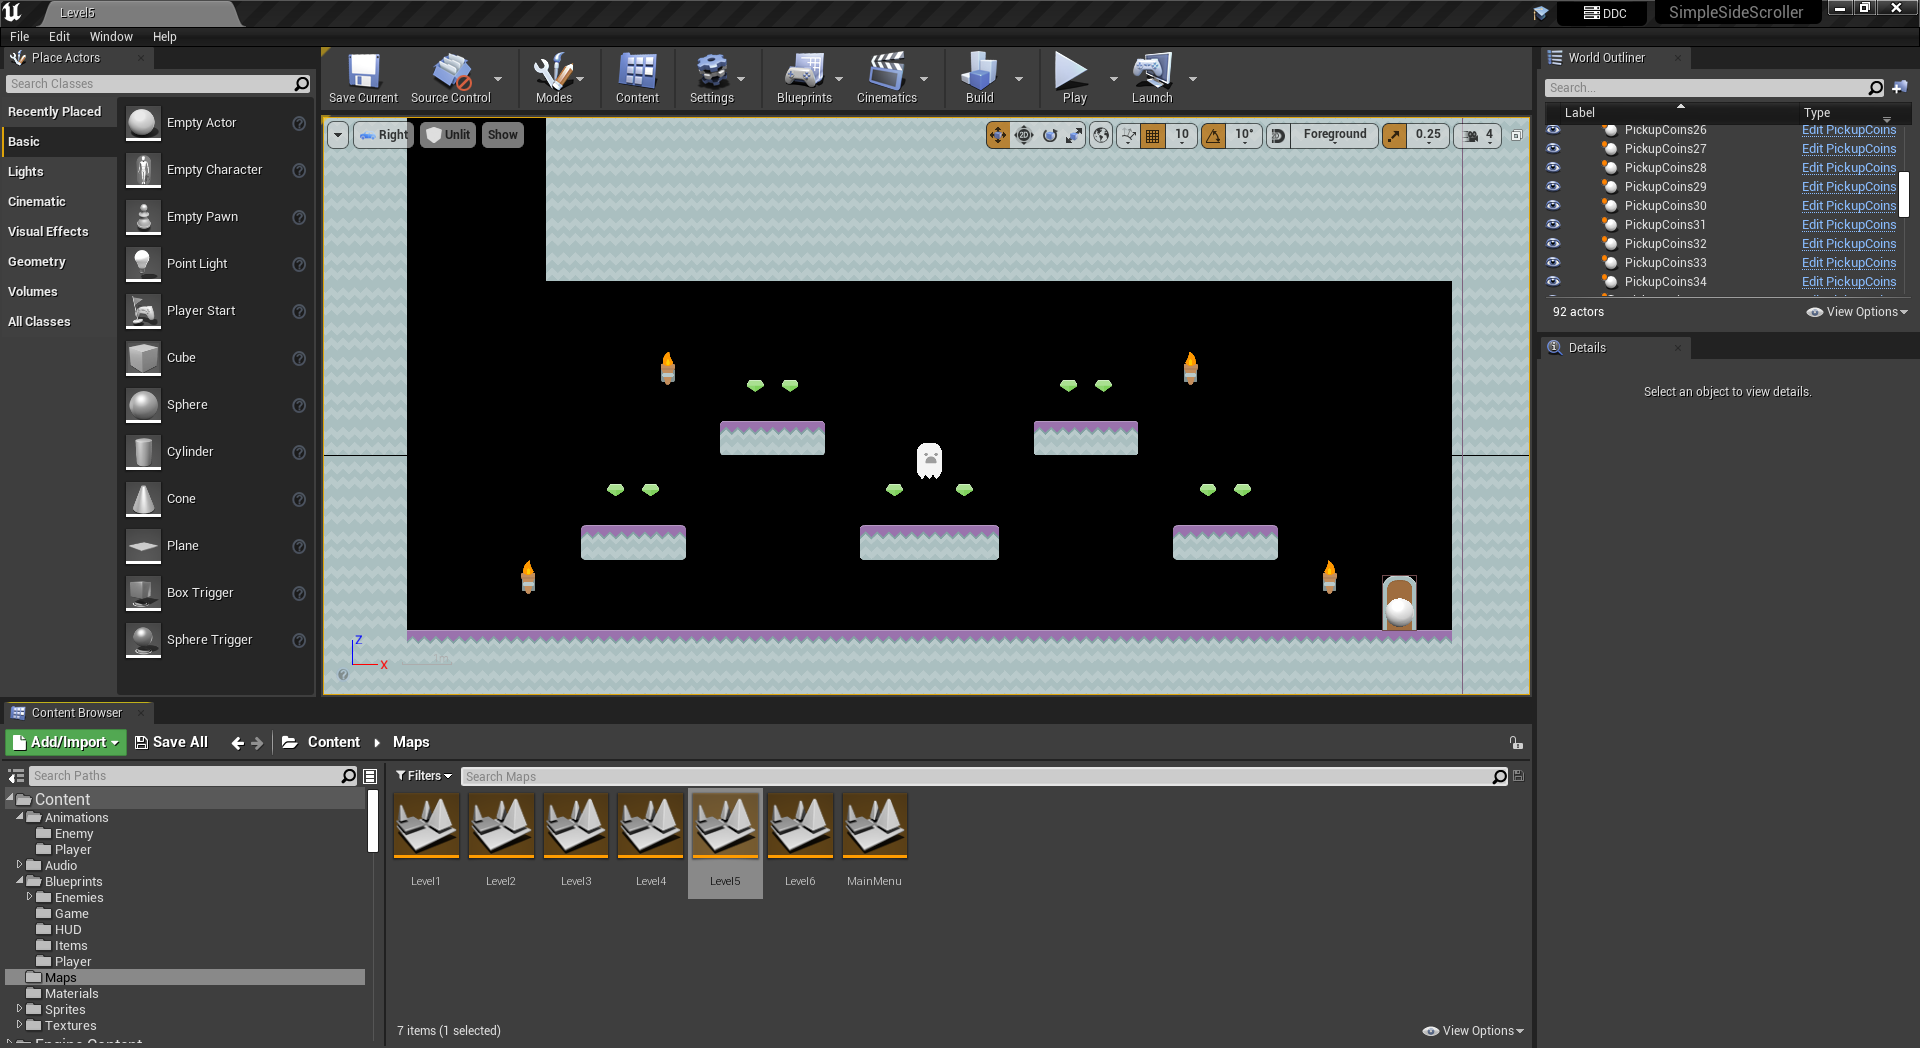 Level5
DDC
SimpleSideScroller
File Edit Window Help
Place Actors
Search Classes
Recently Placed
Basic
Lights
Cinematic
Visual Effects
Geometry
Volumes
All Classes
Empty Actor
Empty Character
Empty Pawn
Point Light
Player Start
Cube
Sphere
Cylinder
Cone
Plane
Box Trigger
Sphere Trigger
Save Current
Source Control
Modes
Content
Settings
Blueprints
Cinematics
Build
Play
Launch
Right
Unlit
Show
10
10°
Foreground
0.25
4
Z
X
1m
World Outliner
Search...
Label Type
PickupCoins26 Edit PickupCoins
PickupCoins27 Edit PickupCoins
PickupCoins28 Edit PickupCoins
PickupCoins29 Edit PickupCoins
PickupCoins30 Edit PickupCoins
PickupCoins31 Edit PickupCoins
PickupCoins32 Edit PickupCoins
PickupCoins33 Edit PickupCoins
PickupCoins34 Edit PickupCoins
92 actors
View Options
Details
Select an object to view details.
Content Browser
Add/Import
Save All
Content
Maps
Search Paths
Content
Animations
Enemy
Player
Audio
Blueprints
Enemies
Game
HUD
Items
Player
Maps
Materials
Sprites
Textures
Engine Content
Filters
Search Maps
Level1
Level2
Level3
Level4
Level5
Level6
MainMenu
7 items (1 selected)
View Options